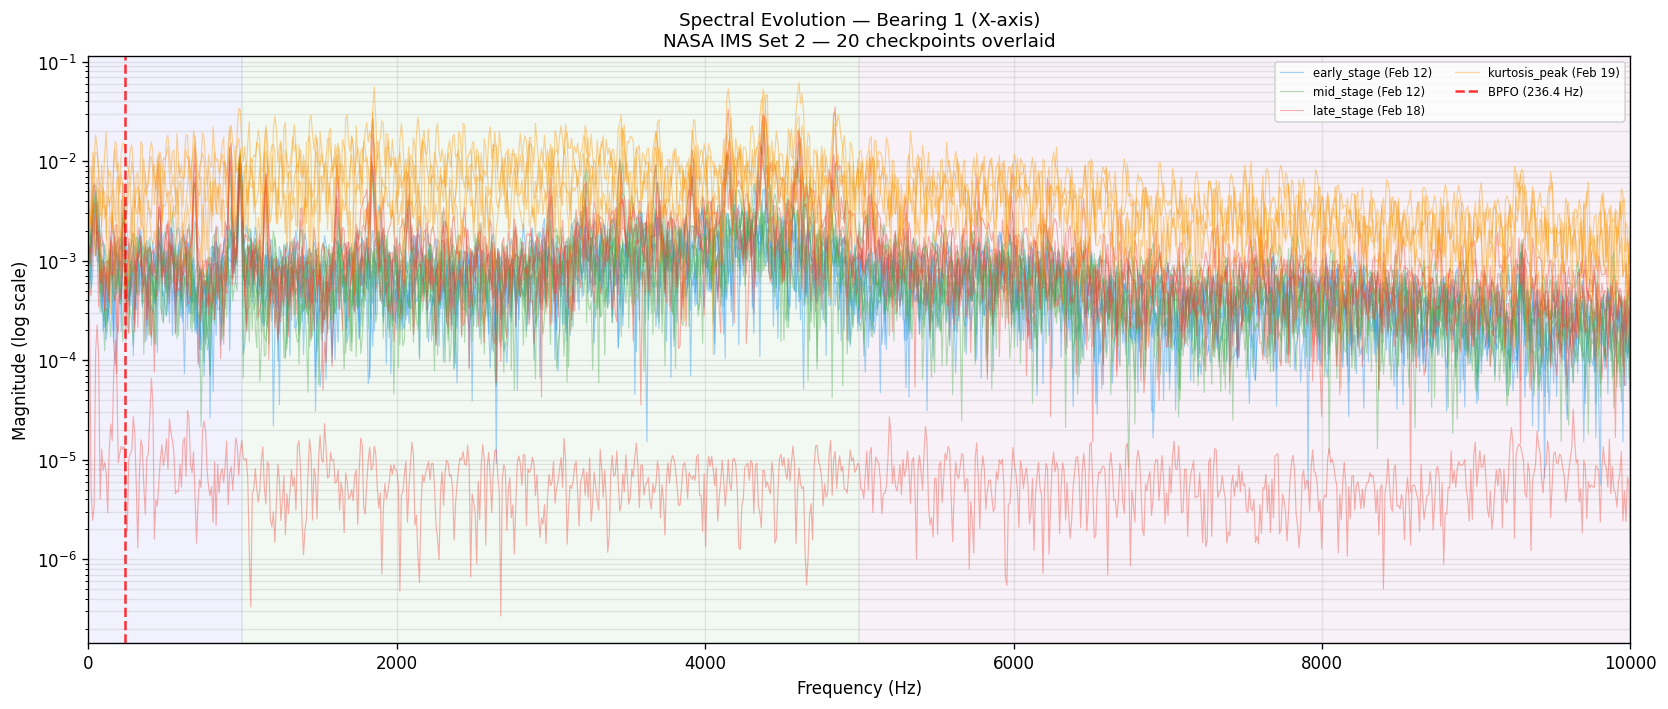 Spectral Evolution — Bearing 1 (X-axis)
NASA IMS Set 2 — 20 checkpoints overlaid
Magnitude (log scale)
10⁻¹
10⁻²
10⁻³
10⁻⁴
10⁻⁵
10⁻⁶
early_stage (Feb 12)
mid_stage (Feb 12)
late_stage (Feb 18)
kurtosis_peak (Feb 19)
BPFO (236.4 Hz)
0 2000 4000 6000 8000 10000
Frequency (Hz)